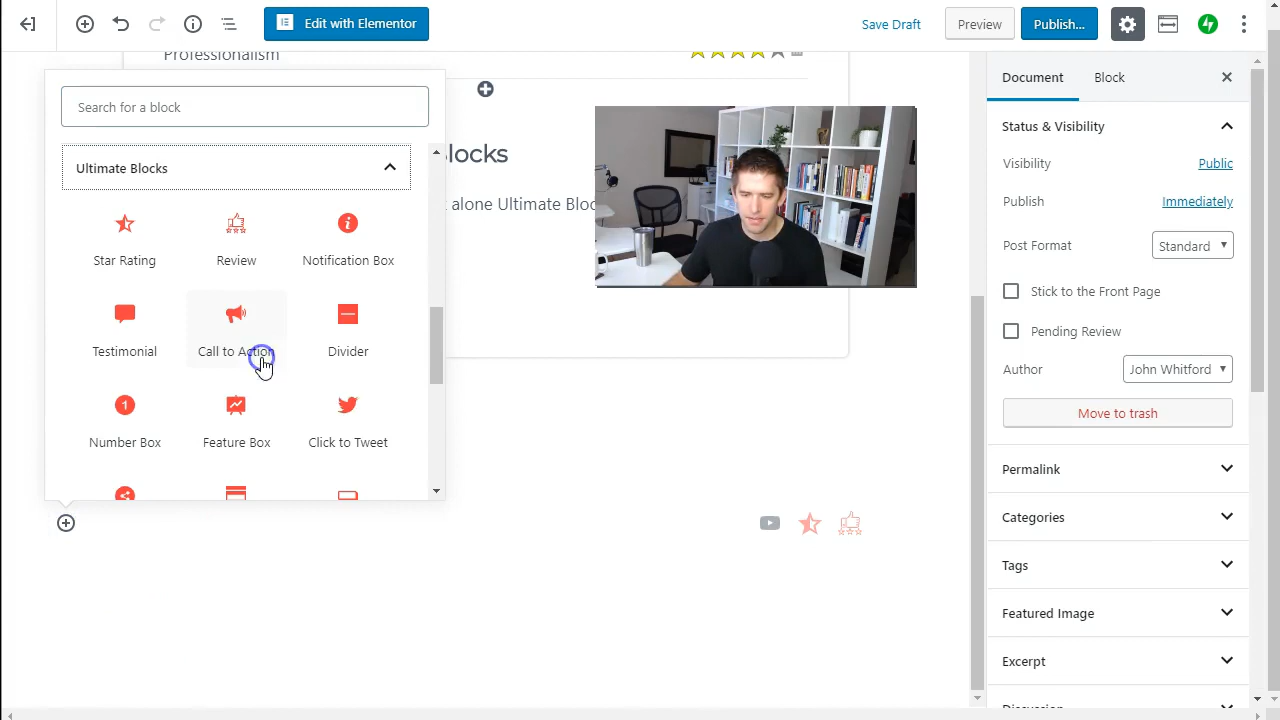 Edit with Elementor
Save Draft
Preview
Publish...
Professionalism
Search for a block
Ultimate Blocks
Star Rating
Review
Notification Box
Testimonial
Call to Action
Divider
Number Box
Feature Box
Click to Tweet
locks
t alone Ultimate Bloc
Document
Block
Status & Visibility
Visibility
Public
Publish
Immediately
Post Format
Standard
Stick to the Front Page
Pending Review
Author
John Whitford
Move to trash
Permalink
Categories
Tags
Featured Image
Excerpt
Discussion